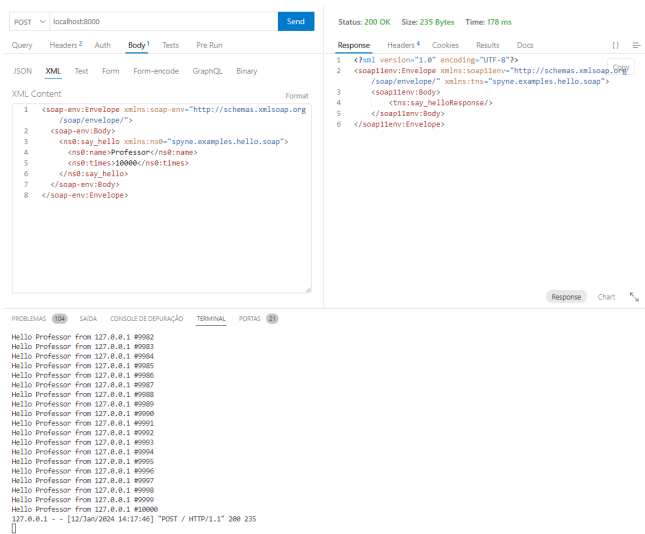 POST localhost:8000 Send
Status: 200 OK Size: 235 Bytes Time: 178 ms
Query Headers 2 Auth Body 1 Tests Pre Run
Response Headers 4 Cookies Results Docs {}
JSON XML Text Form Form-encode GraphQL Binary
XML Content Format
1 <soap-env:Envelope xmlns:soap-env="http://schemas.xmlsoap.org
/soap/envelope/">
2 <soap-env:Body>
3 <ns0:say_hello xmlns:ns0="spyne.examples.hello.soap">
4 <ns0:name>Professor</ns0:name>
5 <ns0:times>10000</ns0:times>
6 </ns0:say_hello>
7 </soap-env:Body>
8 </soap-env:Envelope>
1 <?xml version="1.0" encoding="UTF-8"?>
Copy
2 <soap11env:Envelope xmlns:soap11env="http://schemas.xmlsoap.org
/soap/envelope/" xmlns:tns="spyne.examples.hello.soap">
3 <soap11env:Body>
4 <tns:say_helloResponse/>
5 </soap11env:Body>
6 </soap11env:Envelope>
Response Chart
PROBLEMAS 104 SAÍDA CONSOLE DE DEPURAÇÃO TERMINAL PORTAS 21
Hello Professor from 127.0.0.1 #9982
Hello Professor from 127.0.0.1 #9983
Hello Professor from 127.0.0.1 #9984
Hello Professor from 127.0.0.1 #9985
Hello Professor from 127.0.0.1 #9986
Hello Professor from 127.0.0.1 #9987
Hello Professor from 127.0.0.1 #9988
Hello Professor from 127.0.0.1 #9989
Hello Professor from 127.0.0.1 #9990
Hello Professor from 127.0.0.1 #9991
Hello Professor from 127.0.0.1 #9992
Hello Professor from 127.0.0.1 #9993
Hello Professor from 127.0.0.1 #9994
Hello Professor from 127.0.0.1 #9995
Hello Professor from 127.0.0.1 #9996
Hello Professor from 127.0.0.1 #9997
Hello Professor from 127.0.0.1 #9998
Hello Professor from 127.0.0.1 #9999
Hello Professor from 127.0.0.1 #10000
127.0.0.1 - - [12/Jan/2024 14:17:46] "POST / HTTP/1.1" 200 235